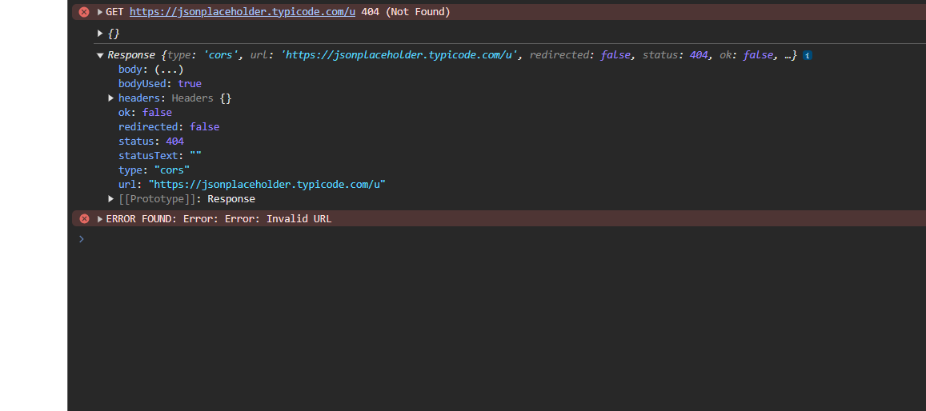 GET https://jsonplaceholder.typicode.com/u 404 (Not Found)
{}
Response {type: 'cors', url: 'https://jsonplaceholder.typicode.com/u', redirected: false, status: 404, ok: false, …} i
body: (...)
bodyUsed: true
headers: Headers {}
ok: false
redirected: false
status: 404
statusText: ""
type: "cors"
url: "https://jsonplaceholder.typicode.com/u"
[[Prototype]]: Response
ERROR FOUND: Error: Error: Invalid URL